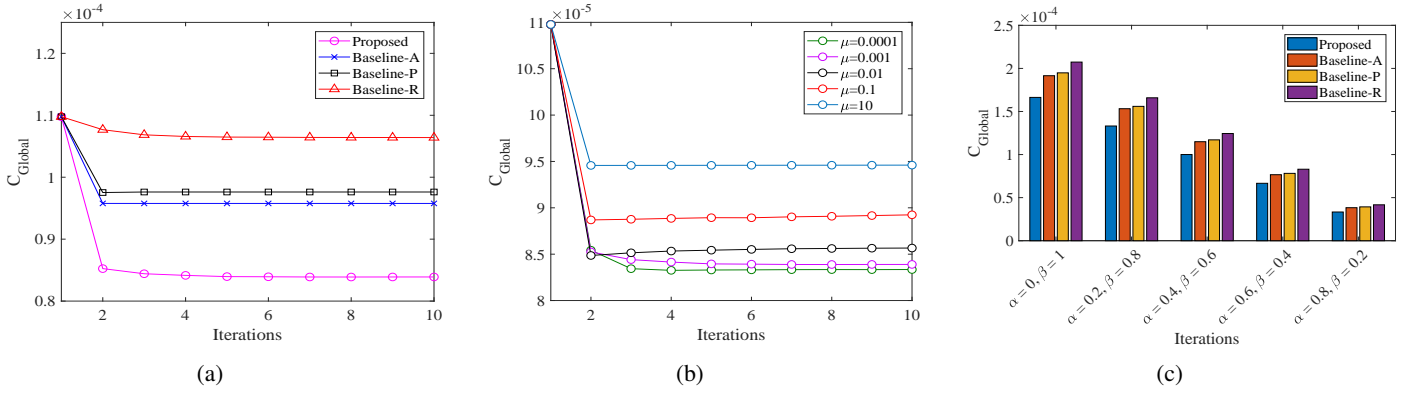 ×10⁻⁴
1.2
1.1
1
0.9
0.8
C_Global
2 4 6 8 10
Iterations
Proposed
Baseline-A
Baseline-P
Baseline-R
(a)
×10⁻⁵
11
10
9.5
9
8.5
8
C_Global
2 4 6 8 10
Iterations
μ=0.0001
μ=0.001
μ=0.01
μ=0.1
μ=10
(b)
×10⁻⁴
2.5
2
1.5
1
0.5
0
C_Global
α = 0, β = 1
α = 0.2, β = 0.8
α = 0.4, β = 0.6
α = 0.6, β = 0.4
α = 0.8, β = 0.2
Iterations
Proposed
Baseline-A
Baseline-P
Baseline-R
(c)